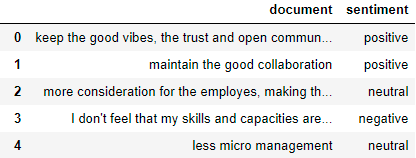 document sentiment
0 keep the good vibes, the trust and open commun... positive
1 maintain the good collaboration positive
2 more consideration for the employes, making th... neutral
3 I don't feel that my skills and capacities are... negative
4 less micro management neutral